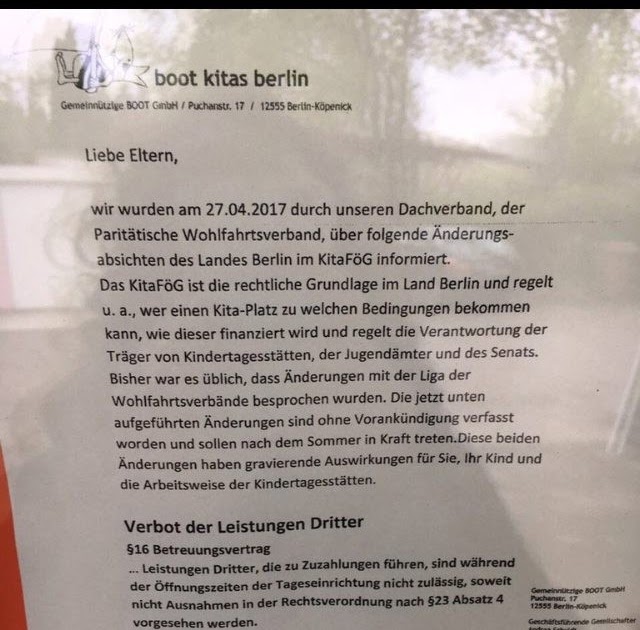 boot kitas berlin
Gemeinnützige BOOT GmbH / Puchanstr. 17 / 12555 Berlin-Köpenick
Liebe Eltern,
wir wurden am 27.04.2017 durch unseren Dachverband, der
Paritätische Wohlfahrtsverband, über folgende Änderungs-
absichten des Landes Berlin im KitaFöG informiert.
Das KitaFöG ist die rechtliche Grundlage im Land Berlin und regelt
u. a., wer einen Kita-Platz zu welchen Bedingungen bekommen
kann, wie dieser finanziert wird und regelt die Verantwortung der
Träger von Kindertagesstätten, der Jugendämter und des Senats.
Bisher war es üblich, dass Änderungen mit der Liga der
Wohlfahrtsverbände besprochen wurden. Die jetzt unten
aufgeführten Änderungen sind ohne Vorankündigung verfasst
worden und sollen nach dem Sommer in Kraft treten.Diese beiden
Änderungen haben gravierende Auswirkungen für Sie, Ihr Kind und
die Arbeitsweise der Kindertagesstätten.
Verbot der Leistungen Dritter
§16 Betreuungsvertrag
... Leistungen Dritter, die zu Zuzahlungen führen, sind während
der Öffnungszeiten der Tageseinrichtung nicht zulässig, soweit
nicht Ausnahmen in der Rechtsverordnung nach §23 Absatz 4
vorgesehen werden.
Gemeinnützige BOOT GmbH
Puchanstr. 17
12555 Berlin-Köpenick
Geschäftsführende Gesellschafter